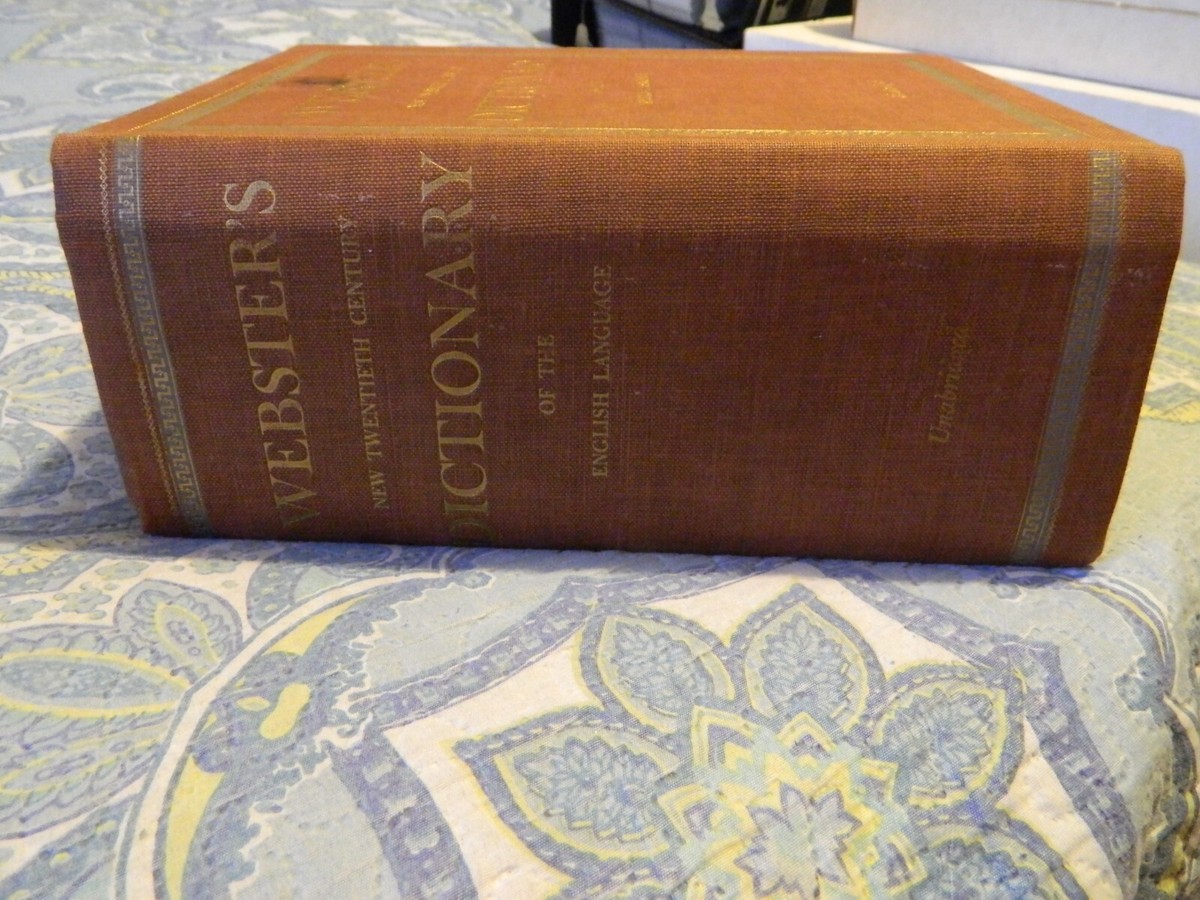 WEBSTER'S
NEW TWENTIETH CENTURY
DICTIONARY
OF THE
ENGLISH LANGUAGE
Unabridged